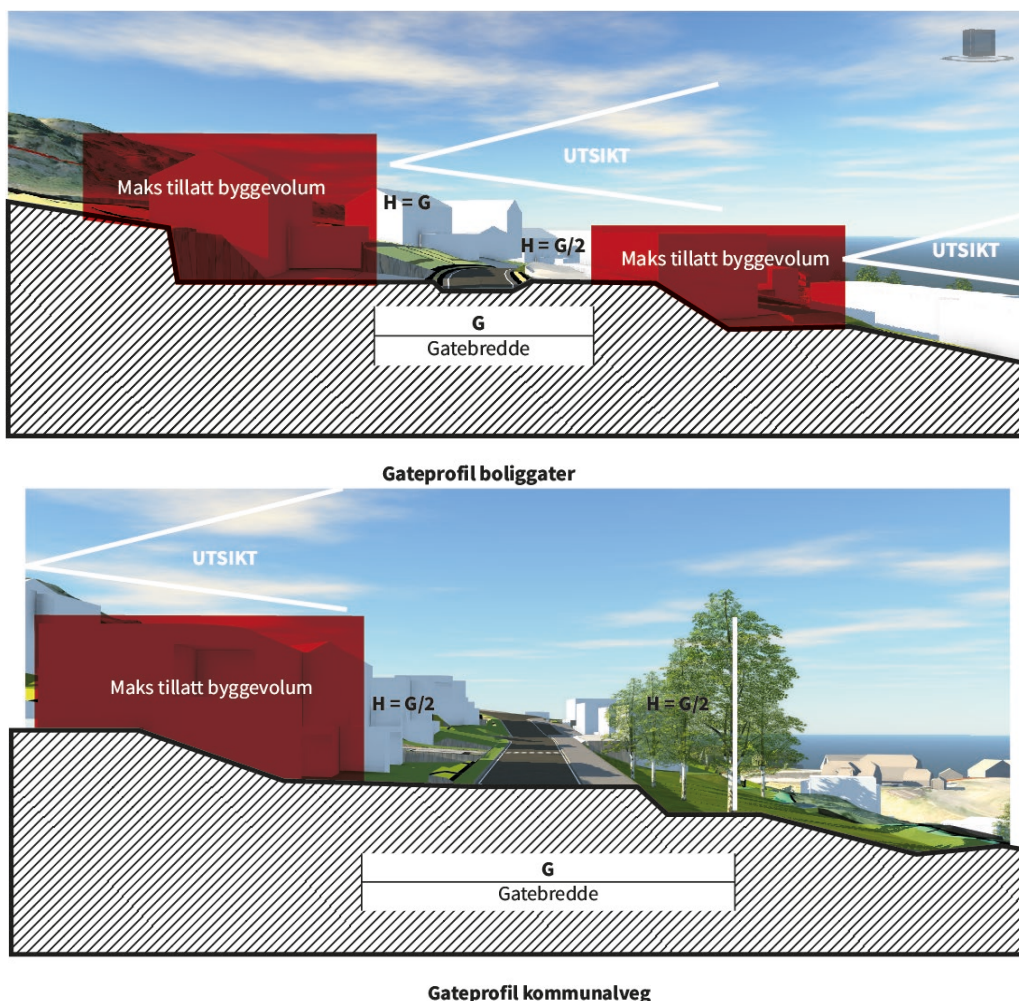 UTSIKT
Maks tillatt byggevolum
H = G
H = G/2
UTSIKT
Maks tillatt byggevolum
G
Gatebredde
Gateprofil boliggater
UTSIKT
Maks tillatt byggevolum
H = G/2
H = G/2
G
Gatebredde
Gateprofil kommunalveg